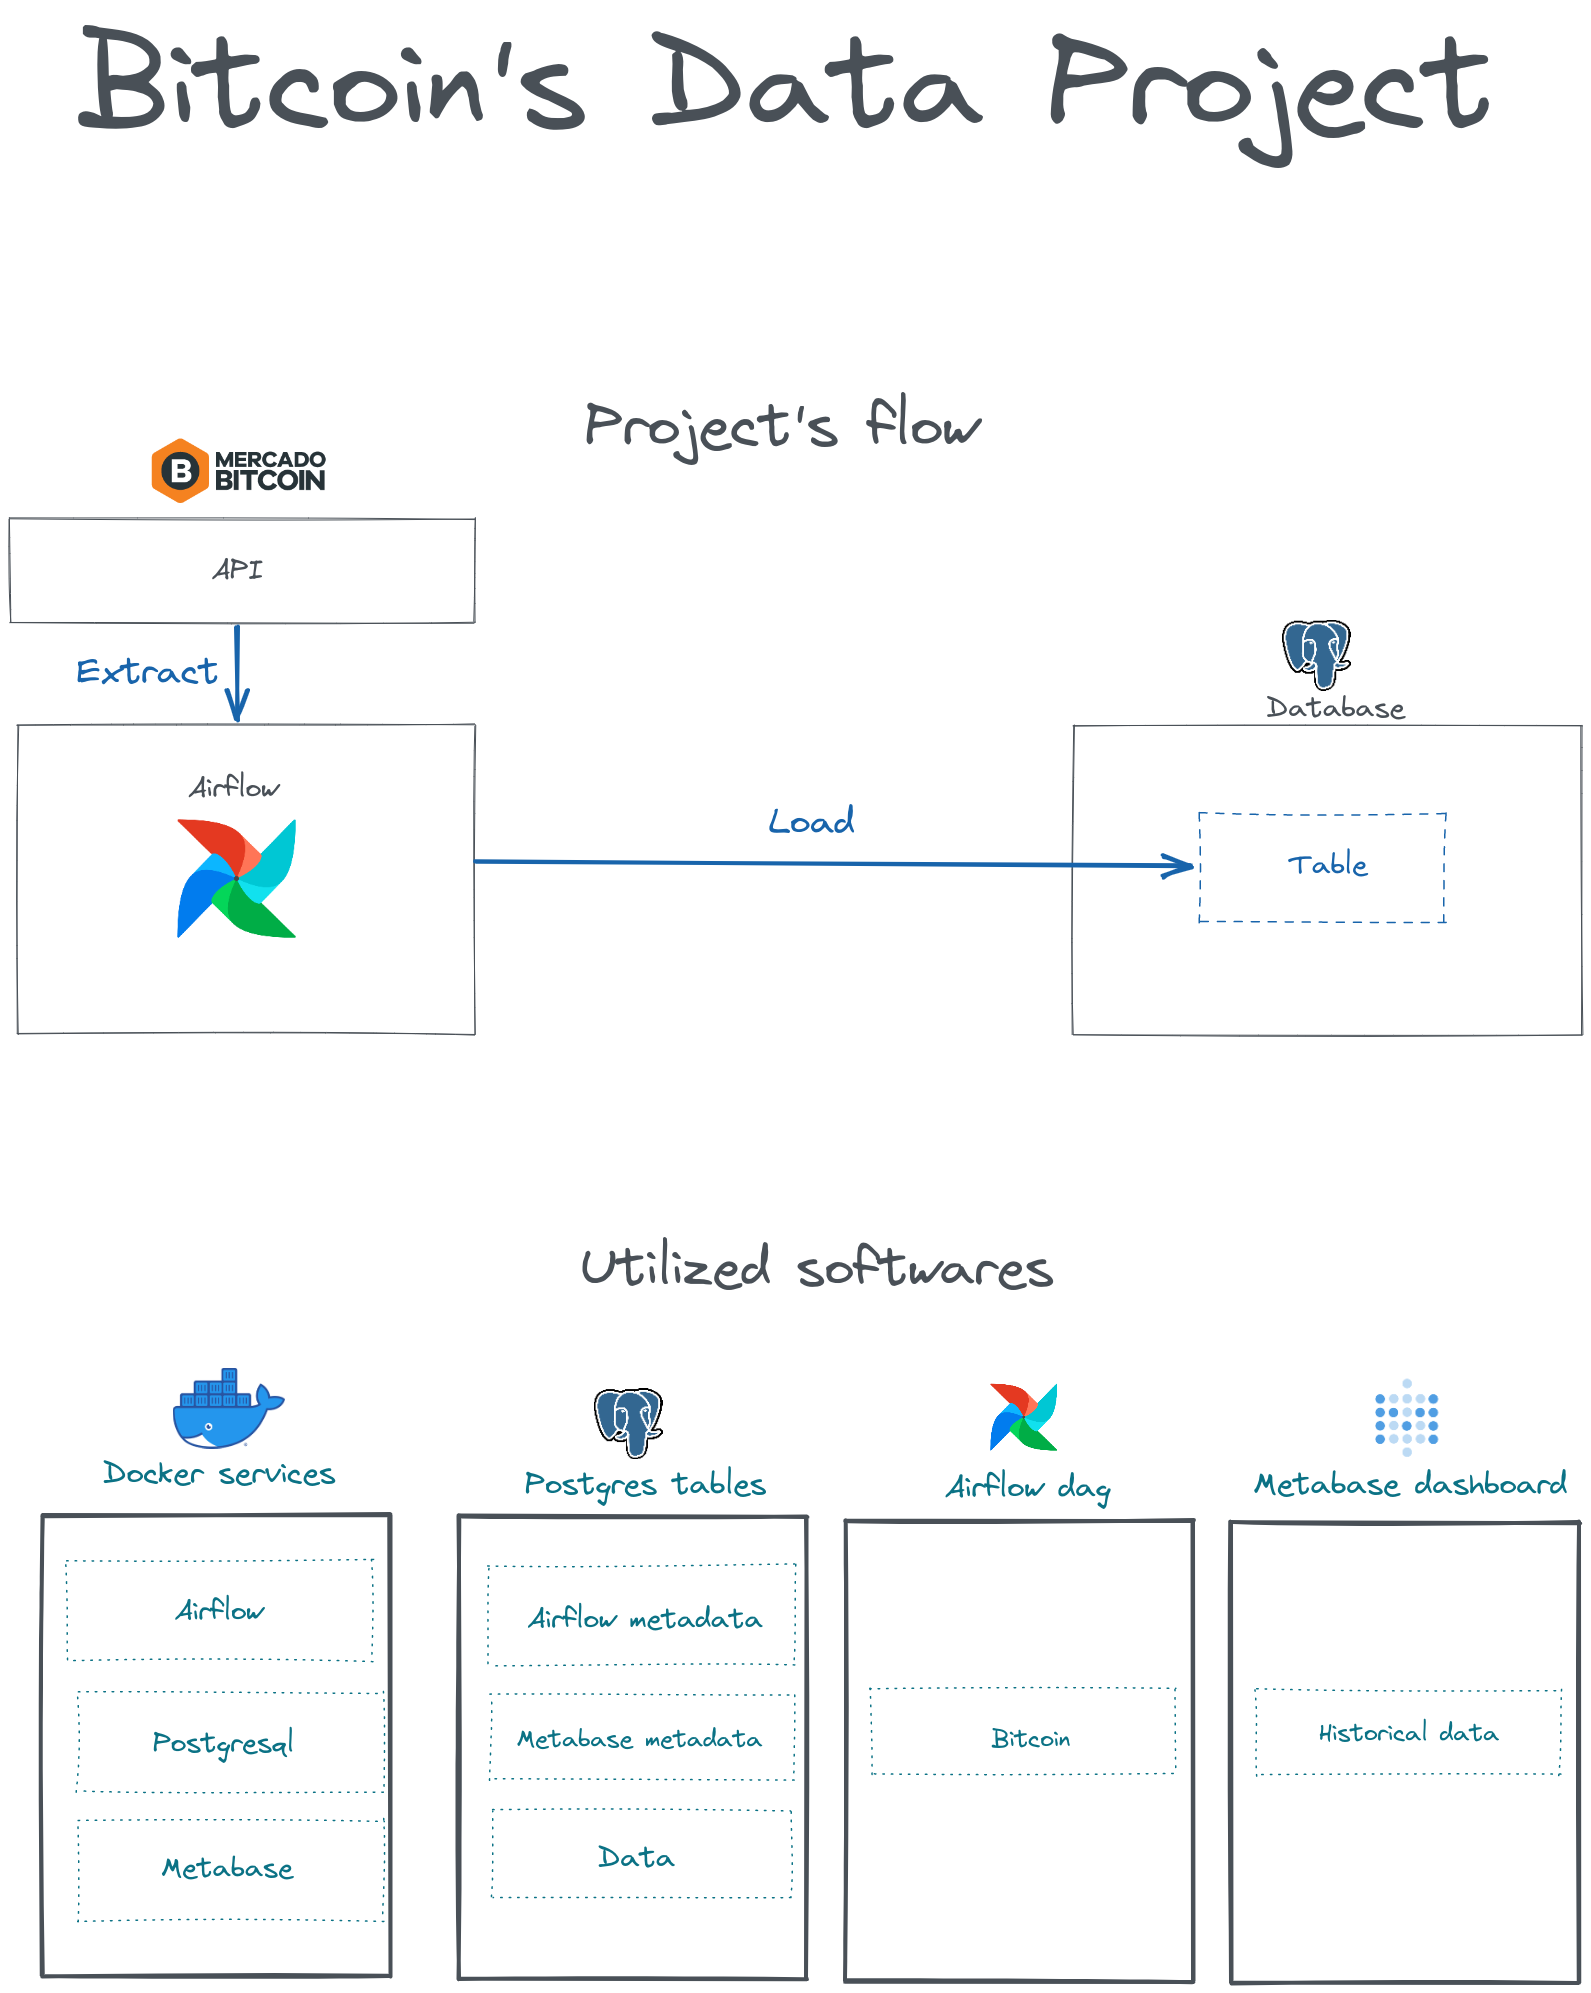 Bitcoin's Data Project
Project's flow
MERCADO
BITCOIN
API
Extract
Airflow
Load
Database
Table
Utilized softwares
Docker services
Airflow
Postgresql
Metabase
Postgres tables
Airflow metadata
Metabase metadata
Data
Airflow dag
Bitcoin
Metabase dashboard
Historical data